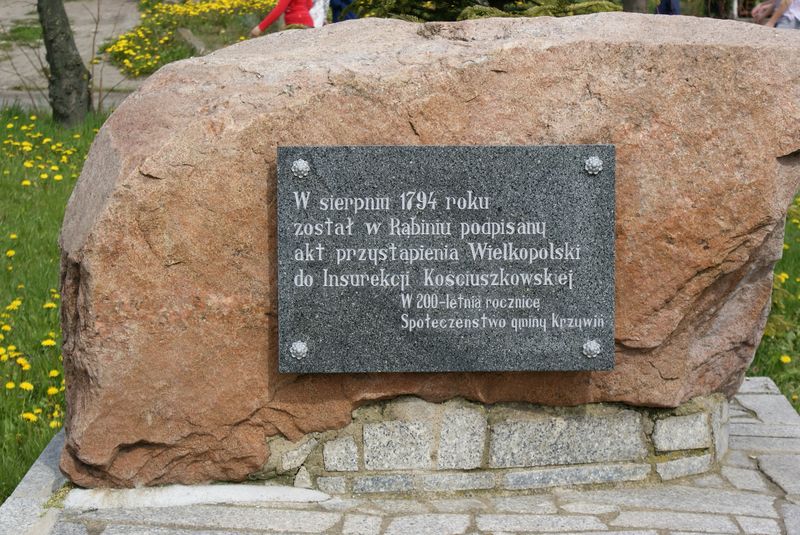 W sierpniu 1794 roku
został w Rabiniu podpisany
akt przystąpienia Wielkopolski
do Insurekcji Kościuszkowskiej
W 200-letnią rocznicę
Społeczeństwo gminy Krzywiń